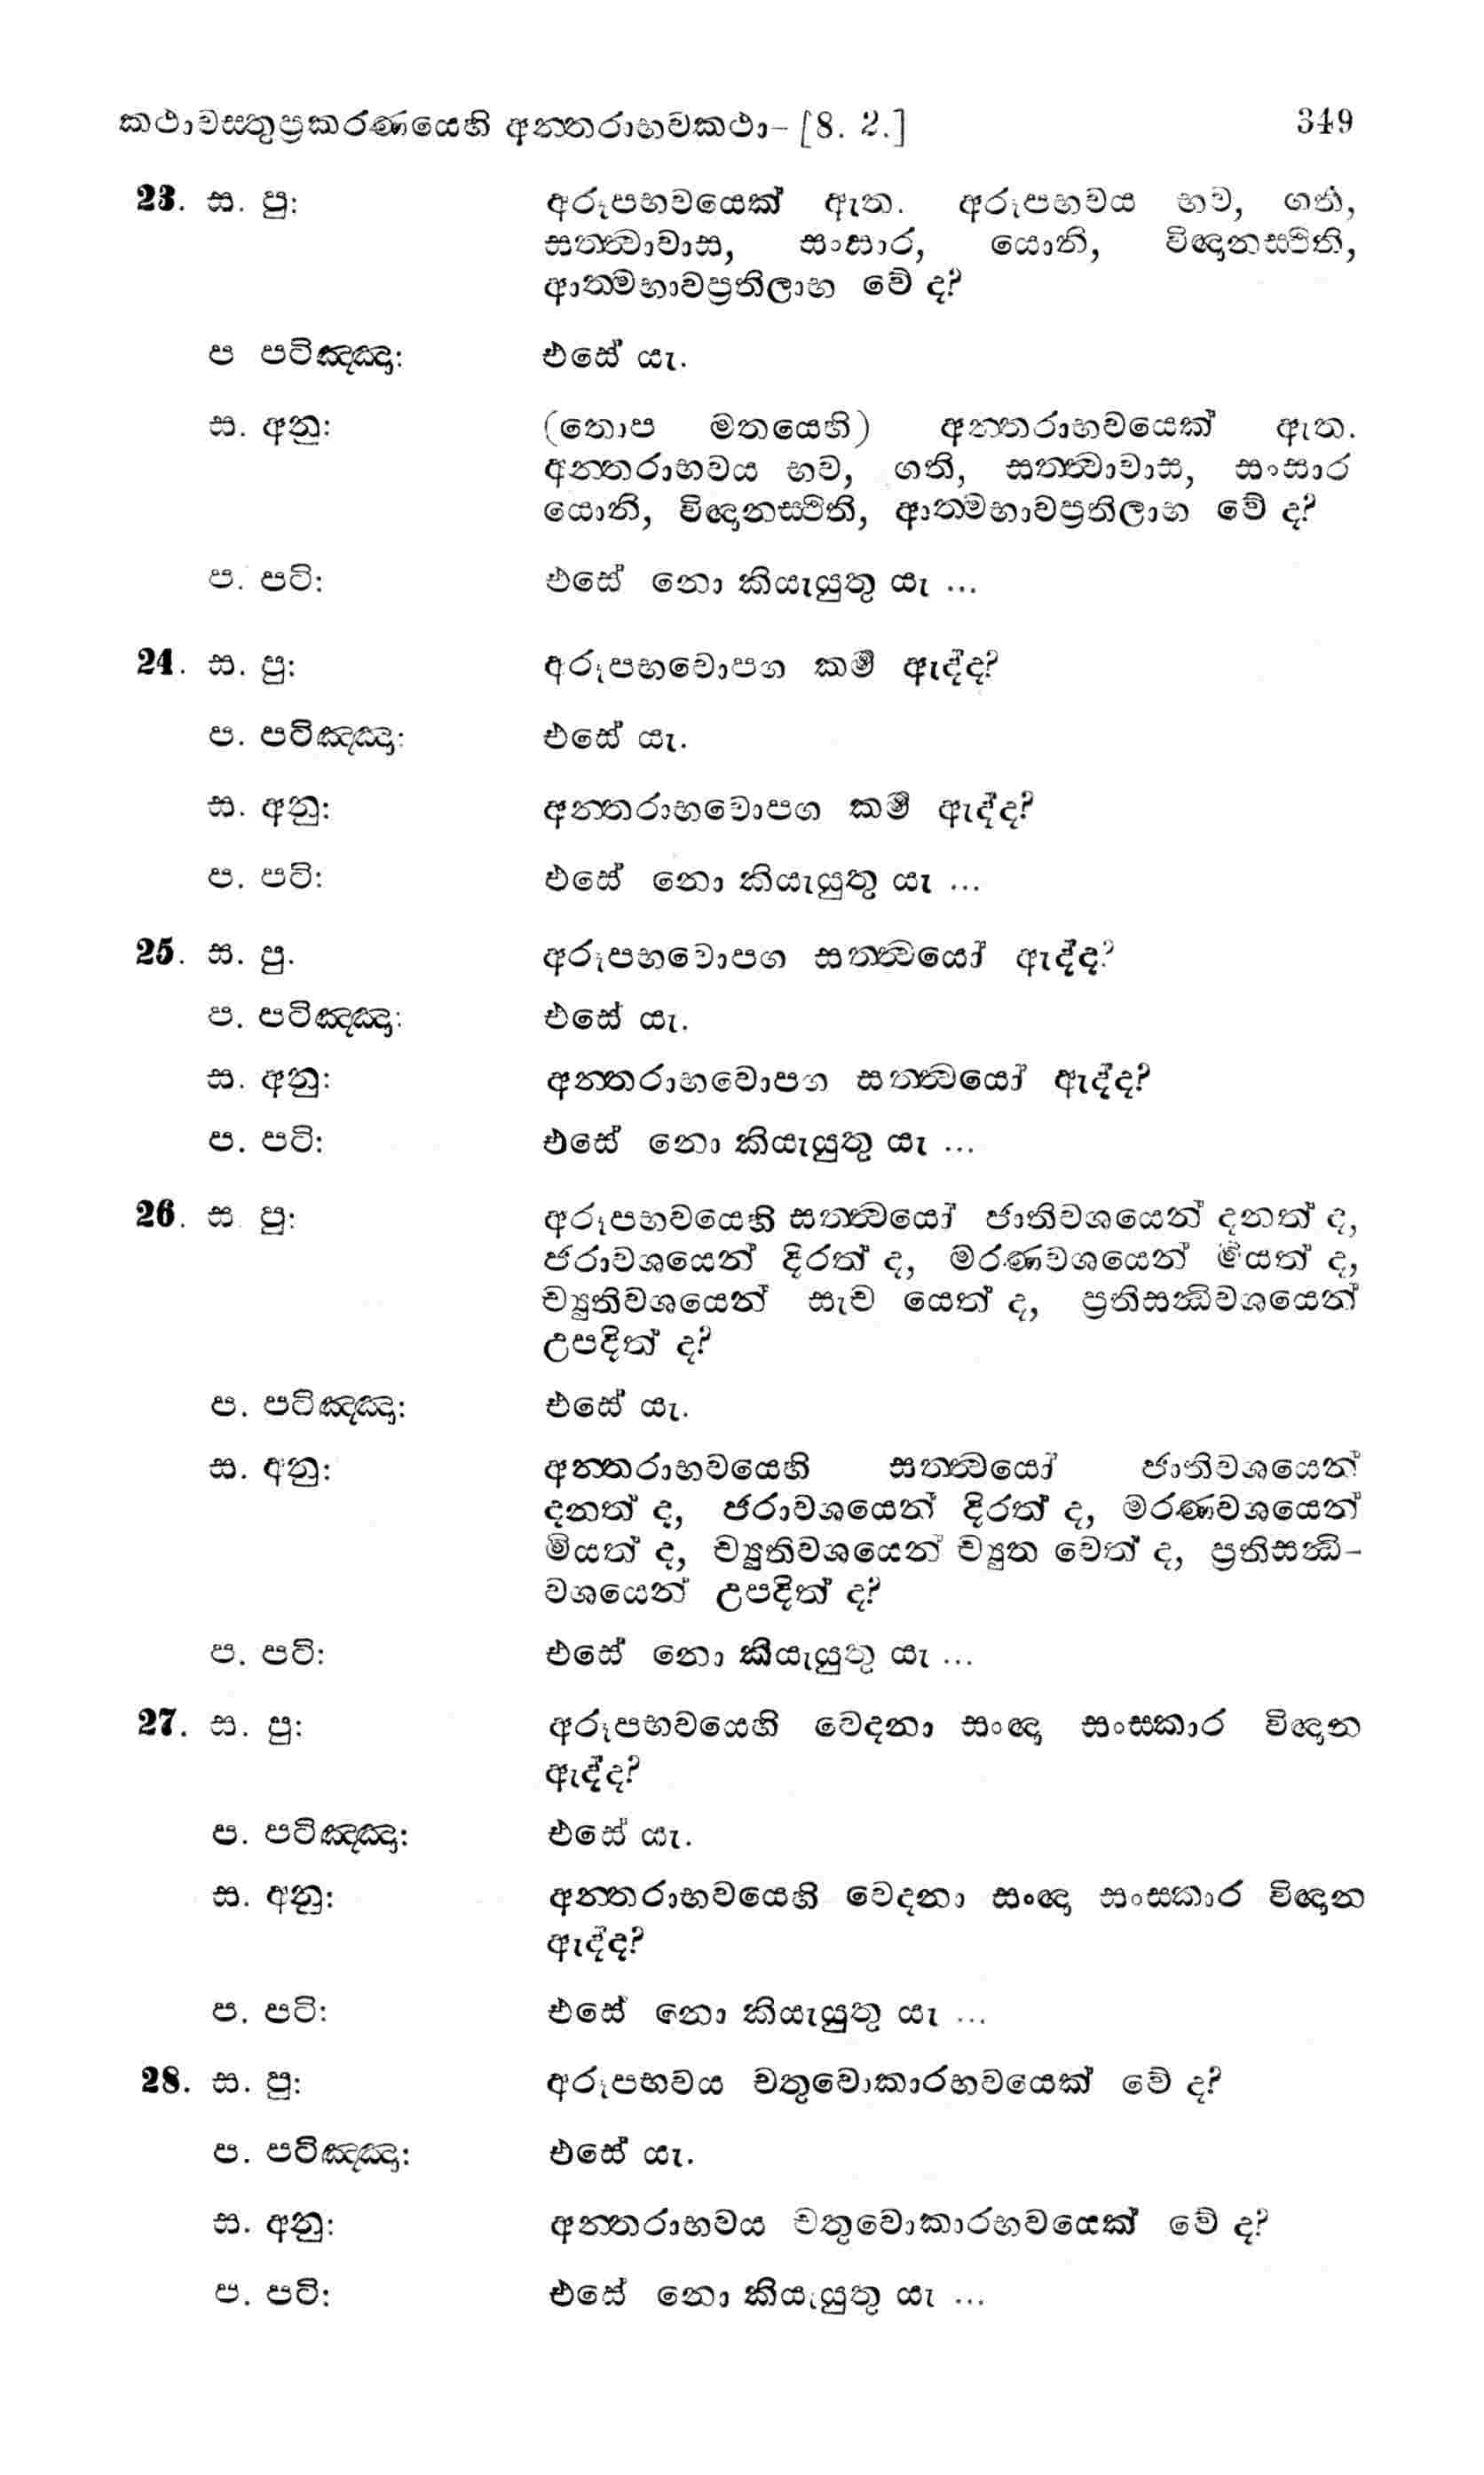 කථාවස්තුප්‍රකරණයෙහි අන්තරාභවකථා- [8. 2.] 349
23. ස. පු: අරූපභවයෙක් ඇත. අරූපභවය භව, ගති,
සත්ත්වාවාස, සංසාර, යොනි, විඥානස්ථිති,
ආත්මභාවප්‍රතිලාභ වේ ද?
ප පටිඤ්ඤා: එසේ යැ.
ස. අනු: (තොප මතයෙහි) අන්තරාභවයෙක් ඇත.
අන්තරාභවය භව, ගති, සත්ත්වාවාස, සංසාර
යොනි, විඥානස්ථිති, ආත්මභාවප්‍රතිලාභ වේ ද?
ප. පටි: එසේ නො කියැයුතු යැ ...
24. ස. පු: අරූපභවොපග කර්ම ඇද්ද?
ප. පටිඤ්ඤා: එසේ යැ.
ස. අනු: අන්තරාභවොපග කර්ම ඇද්ද?
ප. පටි: එසේ නො කියැයුතු යැ ...
25. ස. පු. අරූපභවොපග සත්ත්වයෝ ඇද්ද?
ප. පටිඤ්ඤා: එසේ යැ.
ස. අනු: අන්තරාභවොපග සත්ත්වයෝ ඇද්ද?
ප. පටි: එසේ නො කියැයුතු යැ ...
26. ස පු: අරූපභවයෙහි සත්ත්වයෝ ජාතිවශයෙන් දනත් ද,
ජරාවශයෙන් දිරත් ද, මරණවශයෙන් මියත් ද,
ච්‍යුතිවශයෙන් සැව යෙත් ද, ප්‍රතිසන්ධිවශයෙන්
උපදිත් ද?
ප. පටිඤ්ඤා: එසේ යැ.
ස. අනු: අන්තරාභවයෙහි සත්ත්වයෝ ජාතිවශයෙන්
දනත් ද, ජරාවශයෙන් දිරත් ද, මරණවශයෙන්
මියත් ද, ච්‍යුතිවශයෙන් ච්‍යුත වෙත් ද, ප්‍රතිසන්ධි-
වශයෙන් උපදිත් ද?
ප. පටි: එසේ නො කියැයුතු යැ ...
27. ස. පු: අරූපභවයෙහි වෙදනා සංඥා සංස්කාර විඥාන
ඇද්ද?
ප. පටිඤ්ඤා: එසේ යැ.
ස. අනු: අන්තරාභවයෙහි වෙදනා සංඥා සංස්කාර විඥාන
ඇද්ද?
ප. පටි: එසේ නො කියැයුතු යැ ...
28. ස. පු: අරූපභවය චතුවොකාරභවයෙක් වේ ද?
ප. පටිඤ්ඤා: එසේ යැ.
ස. අනු: අන්තරාභවය චතුවොකාරභවයෙක් වේ ද?
ප. පටි: එසේ නො කියැයුතු යැ ...